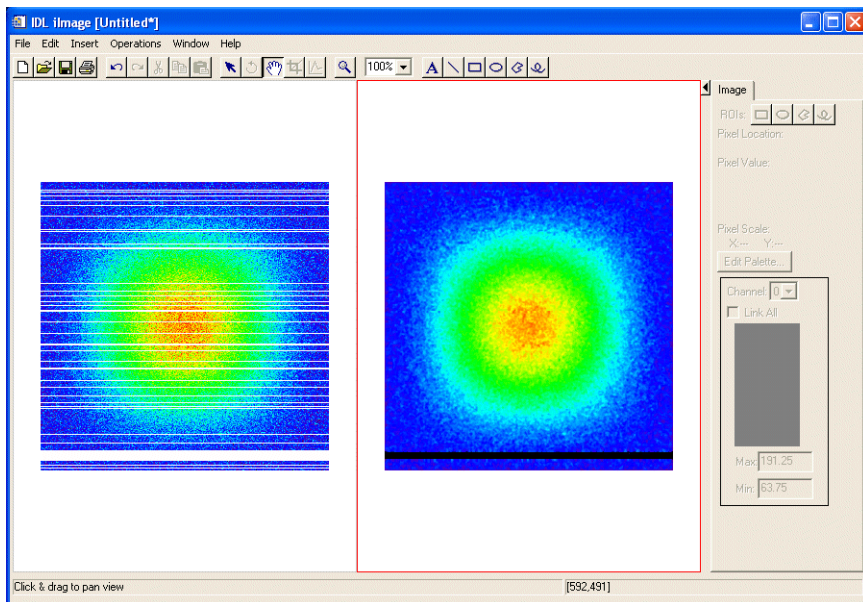 IDL iImage [Untitled*]
File Edit Insert Operations Window Help
100% A
Image
ROIs:
Pixel Location:
Pixel Value:
Pixel Scale:
X:--- Y:---
Edit Palette...
Channel: 0
Link All
Max: 191.25
Min: 63.75
Click & drag to pan view [592,491]